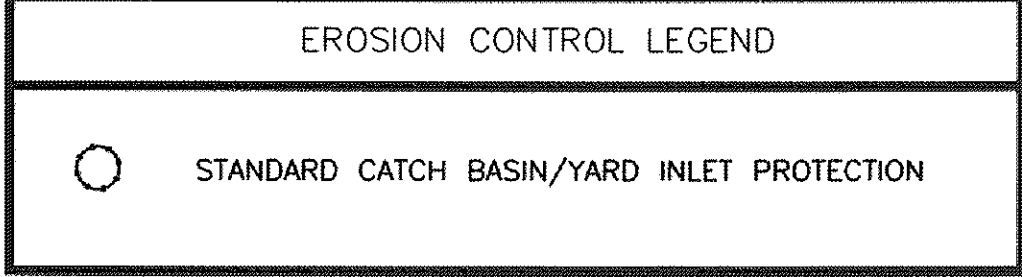 EROSION CONTROL LEGEND
STANDARD CATCH BASIN/YARD INLET PROTECTION